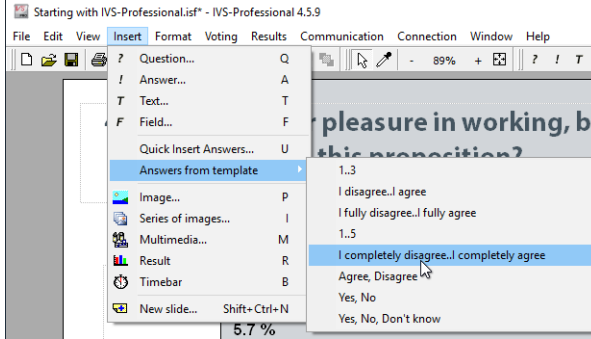 Starting with IVS-Professional.isf* - IVS-Professional 4.5.9
File Edit View Insert Format Voting Results Communication Connection Window Help
- 89% + ? ! T
? Question... Q
! Answer... A
T Text... T
F Field... F
Quick Insert Answers... U
Answers from template
Image... P
Series of images... I
Multimedia... M
Result R
Timebar B
New slide... Shift+Ctrl+N
pleasure in working, b
this proposition?
1..3
I disagree..I agree
I fully disagree..I fully agree
1..5
I completely disagree..I completely agree
Agree, Disagree
Yes, No
Yes, No, Don't know
5.7 %